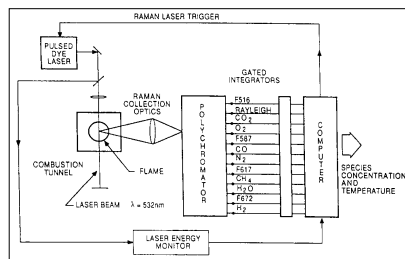 RAMAN LASER TRIGGER
PULSED
DYE
LASER
RAMAN
COLLECTION
OPTICS
GATED
INTEGRATORS
POLYCHROMATOR
F516
RAYLEIGH
CO2
O2
F587
CO
N2
F617
CH4
H2O
F672
H2
COMPUTER
SPECIES
CONCENTRATION
AND
TEMPERATURE
COMBUSTION
TUNNEL
FLAME
LASER BEAM
λ = 532nm
LASER ENERGY
MONITOR